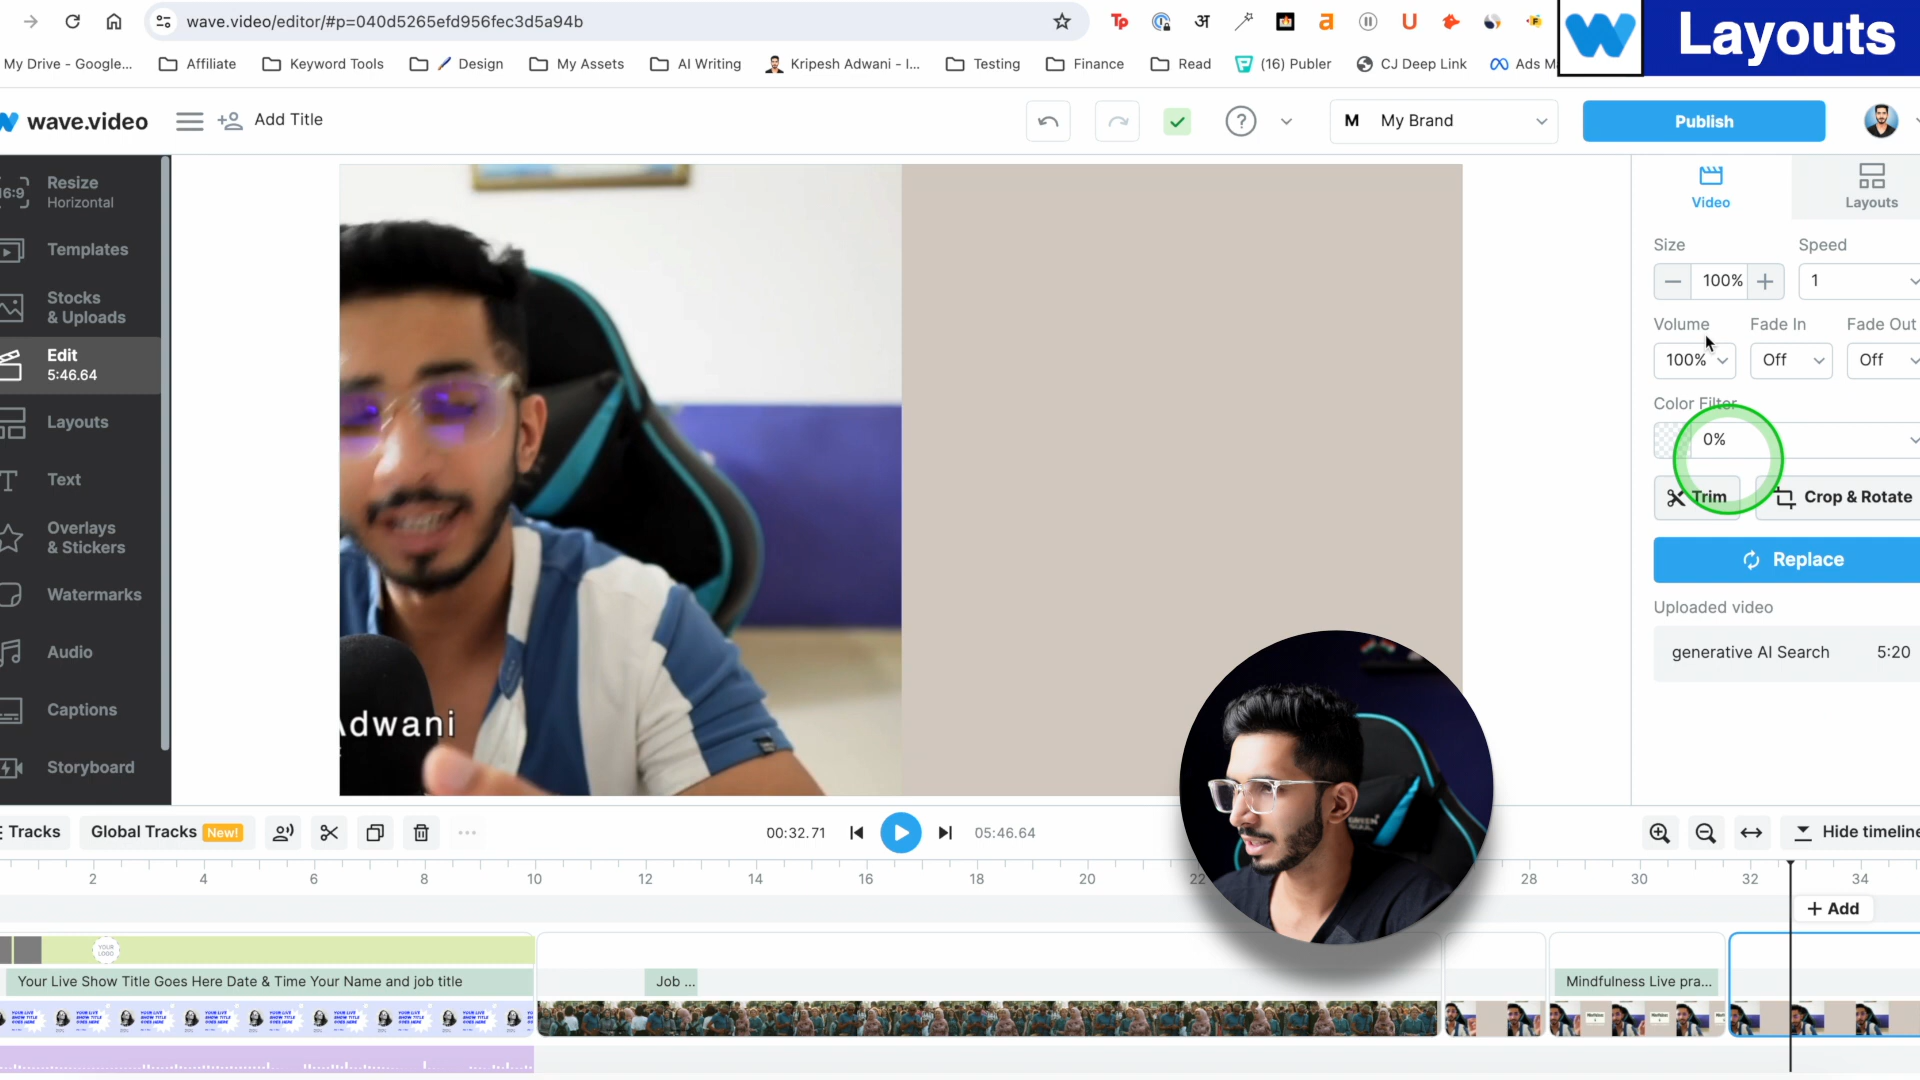 wave.video/editor/#p=040d5265efd956fec3d5a94b
Layouts
My Drive - Google...
Affiliate
Keyword Tools
Design
My Assets
AI Writing
Kripesh Adwani - I...
Testing
Finance
Read
(16) Publer
CJ Deep Link
Ads M
wave.video
Add Title
M My Brand
Publish
16:9
Resize
Horizontal
Templates
Stocks
& Uploads
Edit
5:46.64
Layouts
Text
Overlays
& Stickers
Watermarks
Audio
Captions
Storyboard
Adwani
Video
Layouts
Size
Speed
100%
1
Volume
Fade In
Fade Out
100%
Off
Off
Color Filter
0%
Trim
Crop & Rotate
Replace
Uploaded video
generative AI Search 5:20
Tracks
Global Tracks New!
00:32.71
05:46.64
Hide timeline
2 4 6 8 10 12 14 16 18 20 22 28 30 32 34
+ Add
YOUR LOGO
Your Live Show Title Goes Here Date & Time Your Name and job title
Job ...
Mindfulness Live pra...